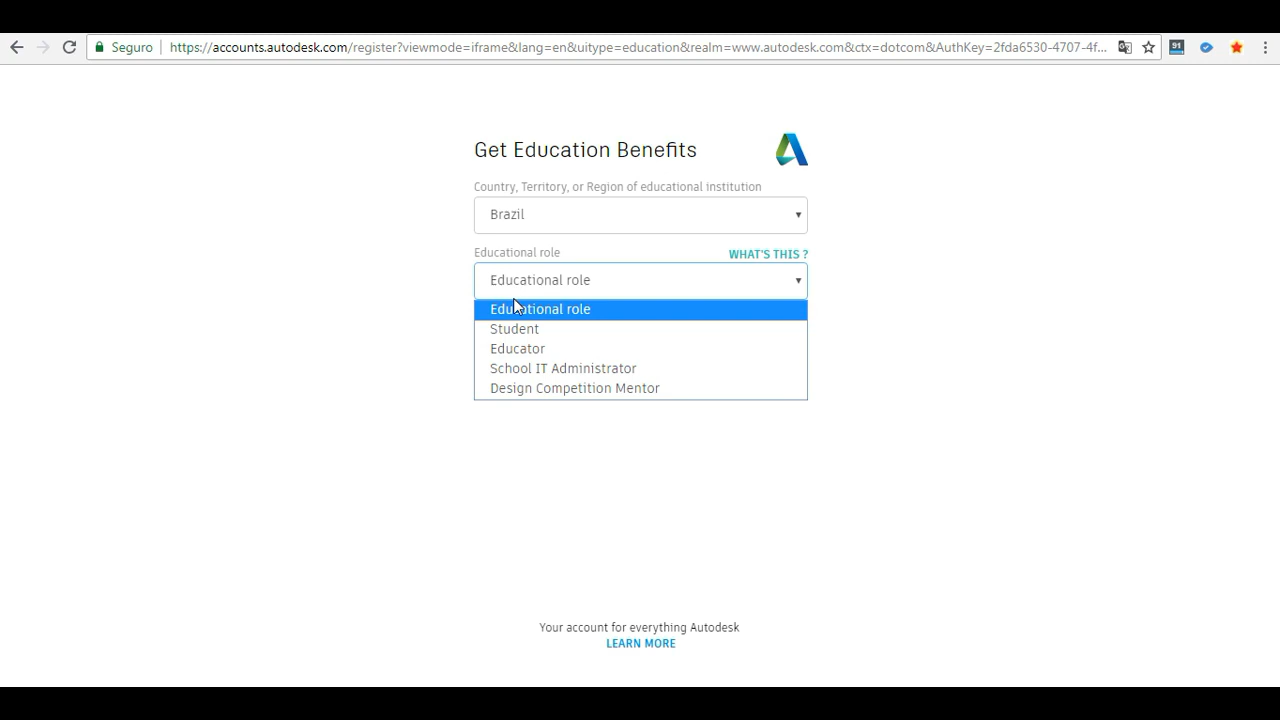 Seguro
https://accounts.autodesk.com/register?viewmode=iframe&lang=en&uitype=education&realm=www.autodesk.com&ctx=dotcom&AuthKey=2fda6530-4707-4f...
91
Get Education Benefits
Country, Territory, or Region of educational institution
Brazil
Educational role
WHAT'S THIS ?
Educational role
Educational role
Student
Educator
School IT Administrator
Design Competition Mentor
Your account for everything Autodesk
LEARN MORE